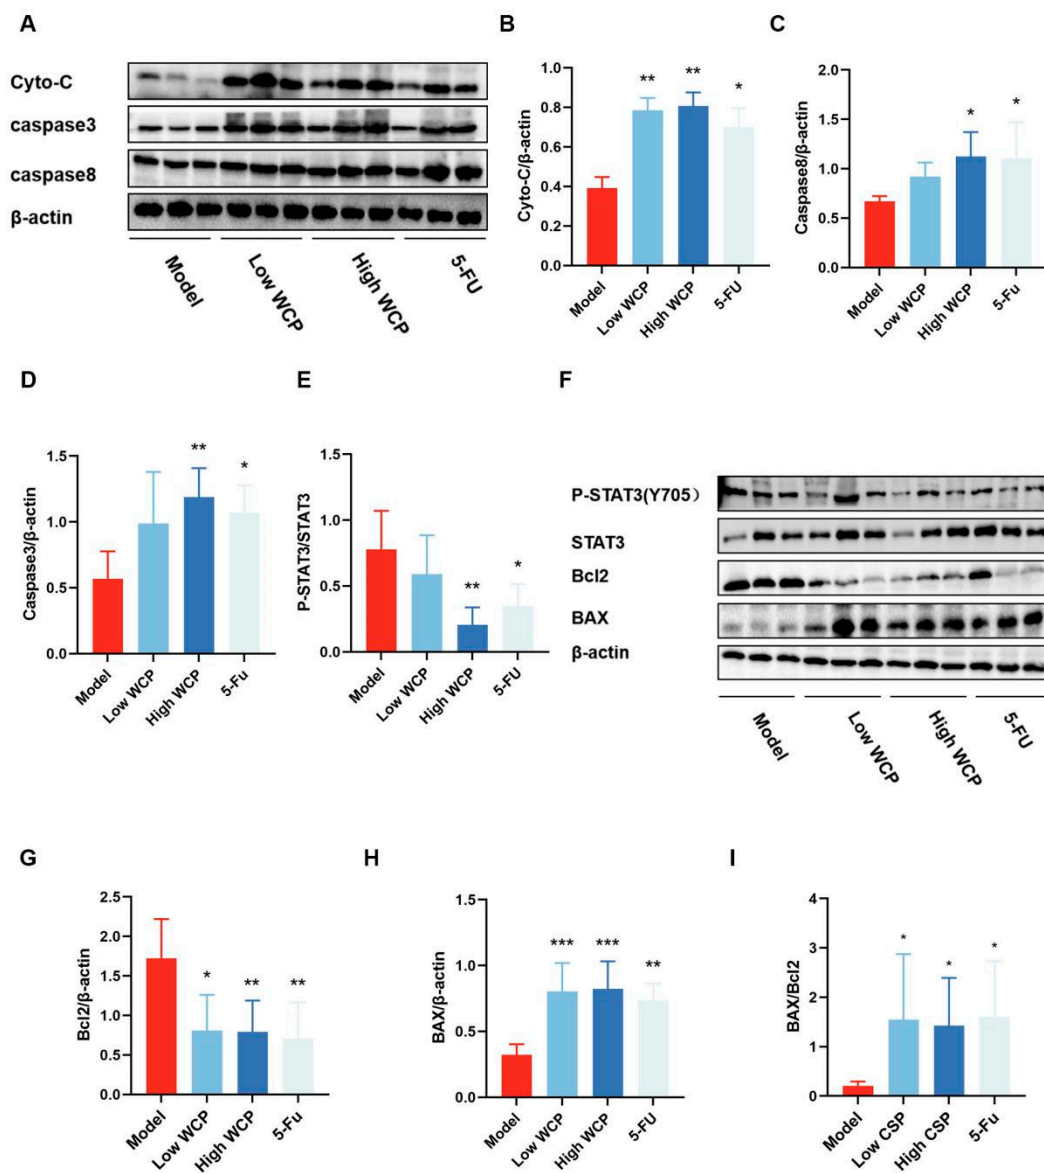 A
Cyto-C
caspase3
caspase8
β-actin
Model
Low WCP
High WCP
5-FU
B
Cyto-C/β-actin
1.0
0.8
0.6
0.4
0.2
0.0
**
**
*
Model
Low WCP
High WCP
5-FU
C
Caspase8/β-actin
2.0
1.5
1.0
0.5
0.0
*
*
Model
Low WCP
High WCP
5-Fu
D
Caspase3/β-actin
1.5
1.0
0.5
0.0
**
*
Model
Low WCP
High WCP
5-Fu
E
P-STAT3/STAT3
1.5
1.0
0.5
0.0
**
*
Model
Low WCP
High WCP
5-FU
F
P-STAT3(Y705）
STAT3
Bcl2
BAX
β-actin
Model
Low WCP
High WCP
5-FU
G
Bcl2/β-actin
2.5
2.0
1.5
1.0
0.5
0.0
*
**
**
Model
Low WCP
High WCP
5-Fu
H
BAX/β-actin
1.5
1.0
0.5
0.0
***
***
**
Model
Low WCP
High WCP
5-FU
I
BAX/Bcl2
4
3
2
1
0
*
*
*
Model
Low CSP
High CSP
5-Fu